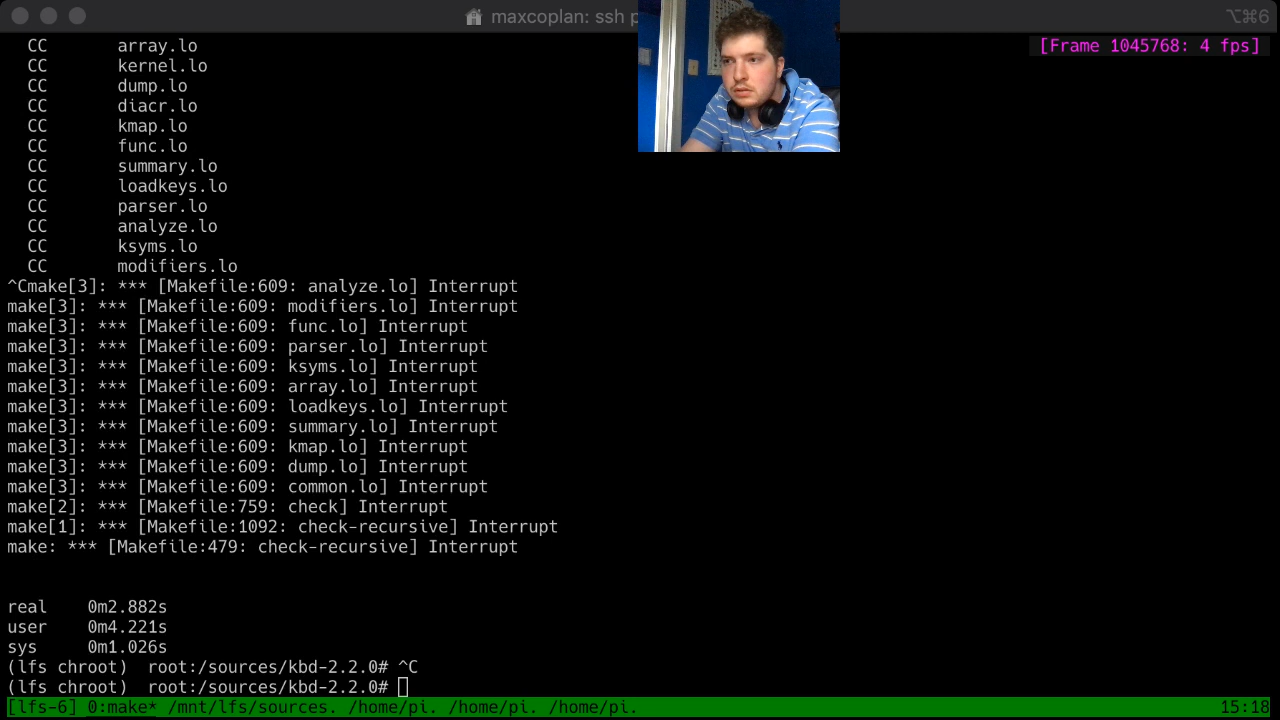 maxcoplan: ssh p
⌥⌘6
[Frame 1045768: 4 fps]
CC array.lo
CC kernel.lo
CC dump.lo
CC diacr.lo
CC kmap.lo
CC func.lo
CC summary.lo
CC loadkeys.lo
CC parser.lo
CC analyze.lo
CC ksyms.lo
CC modifiers.lo
^Cmake[3]: *** [Makefile:609: analyze.lo] Interrupt
make[3]: *** [Makefile:609: modifiers.lo] Interrupt
make[3]: *** [Makefile:609: func.lo] Interrupt
make[3]: *** [Makefile:609: parser.lo] Interrupt
make[3]: *** [Makefile:609: ksyms.lo] Interrupt
make[3]: *** [Makefile:609: array.lo] Interrupt
make[3]: *** [Makefile:609: loadkeys.lo] Interrupt
make[3]: *** [Makefile:609: summary.lo] Interrupt
make[3]: *** [Makefile:609: kmap.lo] Interrupt
make[3]: *** [Makefile:609: dump.lo] Interrupt
make[3]: *** [Makefile:609: common.lo] Interrupt
make[2]: *** [Makefile:759: check] Interrupt
make[1]: *** [Makefile:1092: check-recursive] Interrupt
make: *** [Makefile:479: check-recursive] Interrupt
real 0m2.882s
user 0m4.221s
sys 0m1.026s
(lfs chroot) root:/sources/kbd-2.2.0# ^C
(lfs chroot) root:/sources/kbd-2.2.0#
[lfs-6] 0:make* /mnt/lfs/sources. /home/pi. /home/pi. /home/pi. 15:18